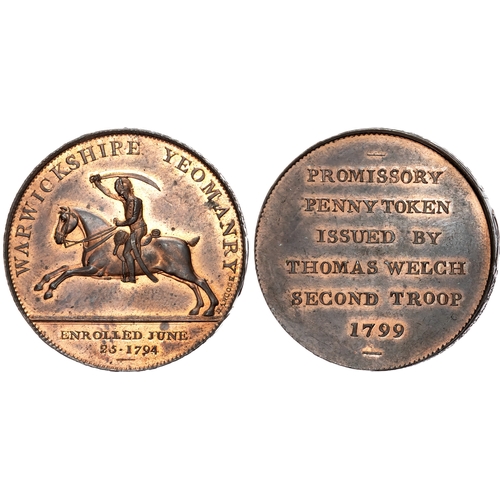 WARWICKSHIRE YEOMANRY
ENROLLED JUNE
25·1794
PROMISSORY
PENNY TOKEN
ISSUED BY
THOMAS WELCH
SECOND TROOP
1799